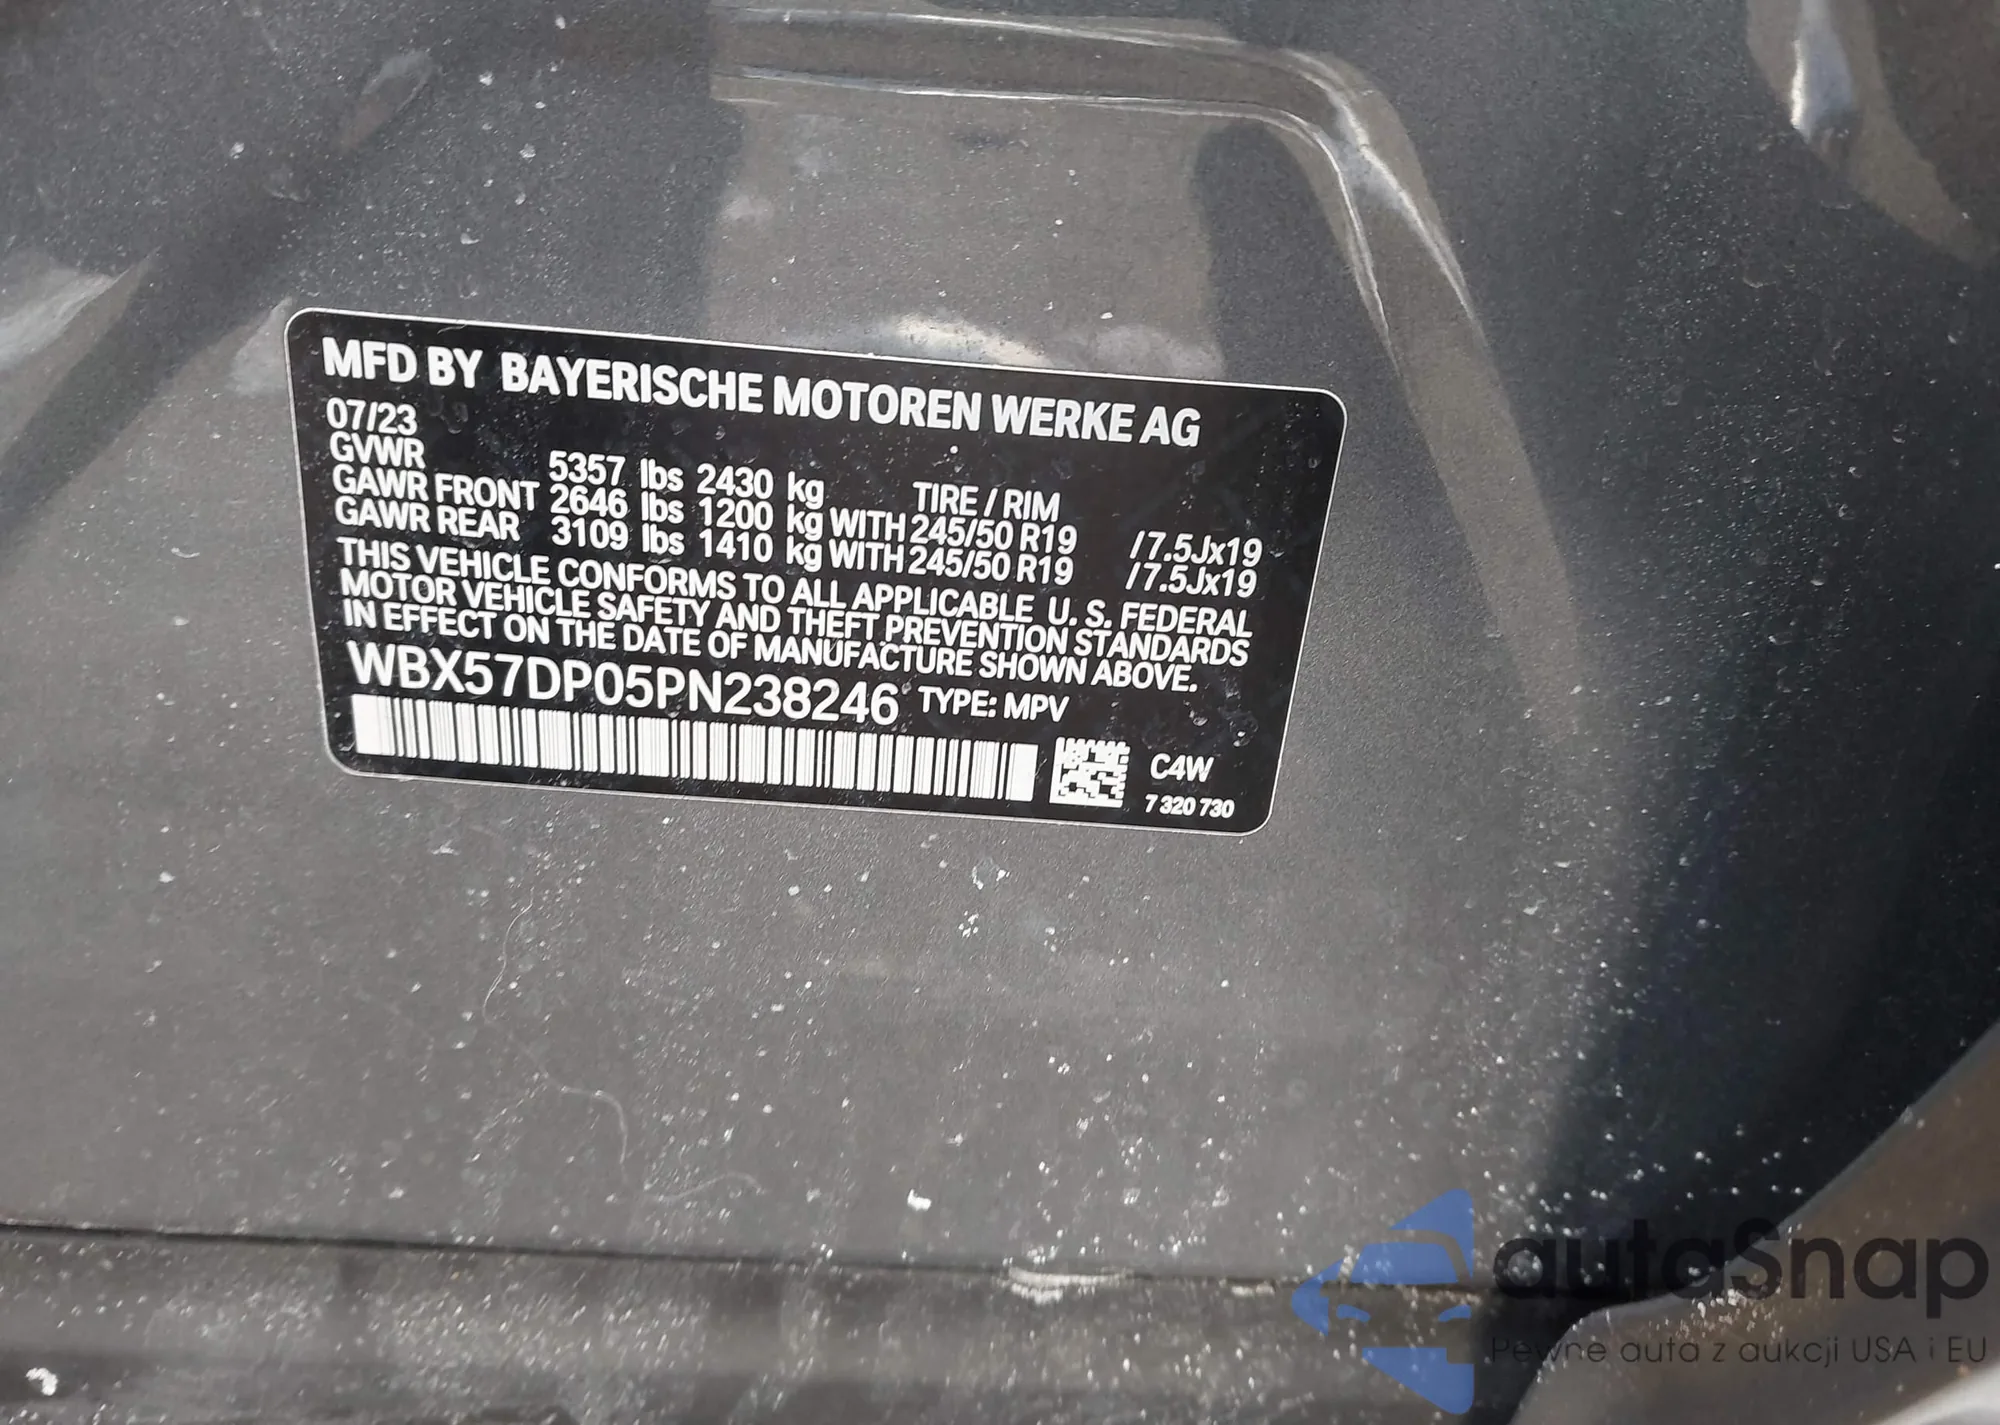 MFD BY BAYERISCHE MOTOREN WERKE AG
07/23
GVWR 5357 lbs 2430 kg TIRE / RIM
GAWR FRONT 2646 lbs 1200 kg WITH 245/50 R19 /7.5Jx19
GAWR REAR 3109 lbs 1410 kg WITH 245/50 R19 /7.5Jx19
THIS VEHICLE CONFORMS TO ALL APPLICABLE U. S. FEDERAL
MOTOR VEHICLE SAFETY AND THEFT PREVENTION STANDARDS
IN EFFECT ON THE DATE OF MANUFACTURE SHOWN ABOVE.
WBX57DP05PN238246 TYPE: MPV
C4W
7 320 730
autaSnap
Pewne auta z aukcji USA i EU